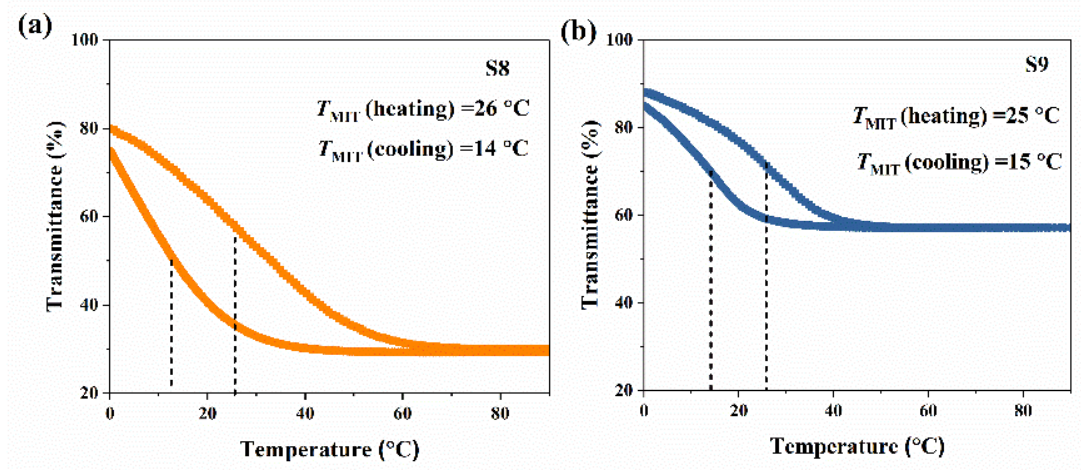 (a)
100
80
60
40
20
0
20
40
60
80
Transmittance (%)
Temperature (°C)
S8
TMIT (heating) =26 °C
TMIT (cooling) =14 °C
(b)
100
80
60
40
20
0
20
40
60
80
Transmittance (%)
Temperature (°C)
S9
TMIT (heating) =25 °C
TMIT (cooling) =15 °C